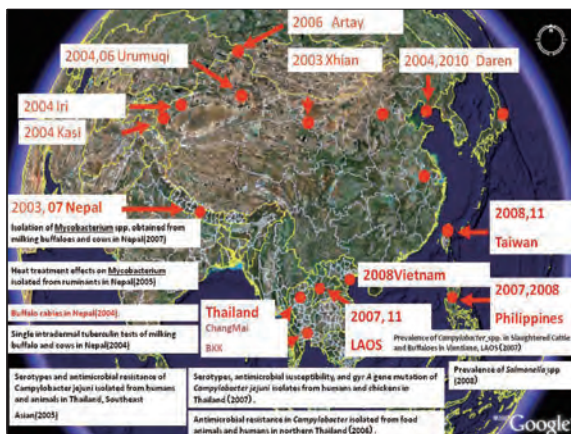 2006 Artay
2004,06 Urumuqi
2003 Xhian
2004,2010 Daren
2004 Iri
2004 Kasi
2003, 07 Nepal
Isolation of Mycobacterium spp. obtained from
milking buffaloes and cows in Nepal(2007)
Heat treatment effects on Mycobacterium
isolated from ruminants in Nepal(2005)
Buffalo rabies in Nepal(2004).
Single intradermal tuberculin tests of milking
buffalo and cows in Nepal(2004)
2008,11
Taiwan
2008Vietnam
2007,2008
Philippines
Thailand
ChangMai
BKK
2007, 11
LAOS
Prevalence of Campylobacter spp. in Slaughtered Cattle
and Buffaloes in Vientiane, LAOS (2007)
Serotypes and antimicrobial resistance of
Campylobacter jejuni isolated from humans
and animals in Thailand, Southeast
Asian(2005)
Serotypes, antimicrobial susceptibility, and gyr A gene mutation of
Campylobacter jejuni isolates from humans and chickens in
Thailand (2007) .
Antimicrobial resistance in Campylobacter isolated from food
animals and humans in northern Thailand (2006) .
Prevalence of Salmonella spp
(2008)
Google